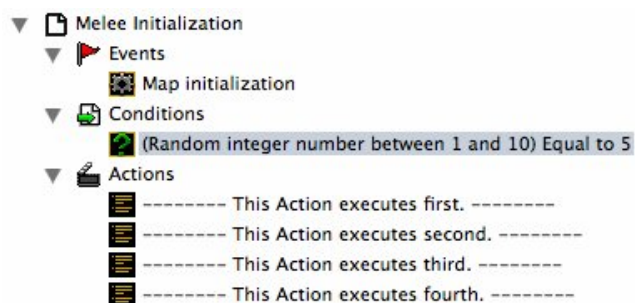 Melee Initialization
Events
Map initialization
Conditions
(Random integer number between 1 and 10) Equal to 5
Actions
-------- This Action executes first. --------
-------- This Action executes second. --------
-------- This Action executes third. --------
-------- This Action executes fourth. --------